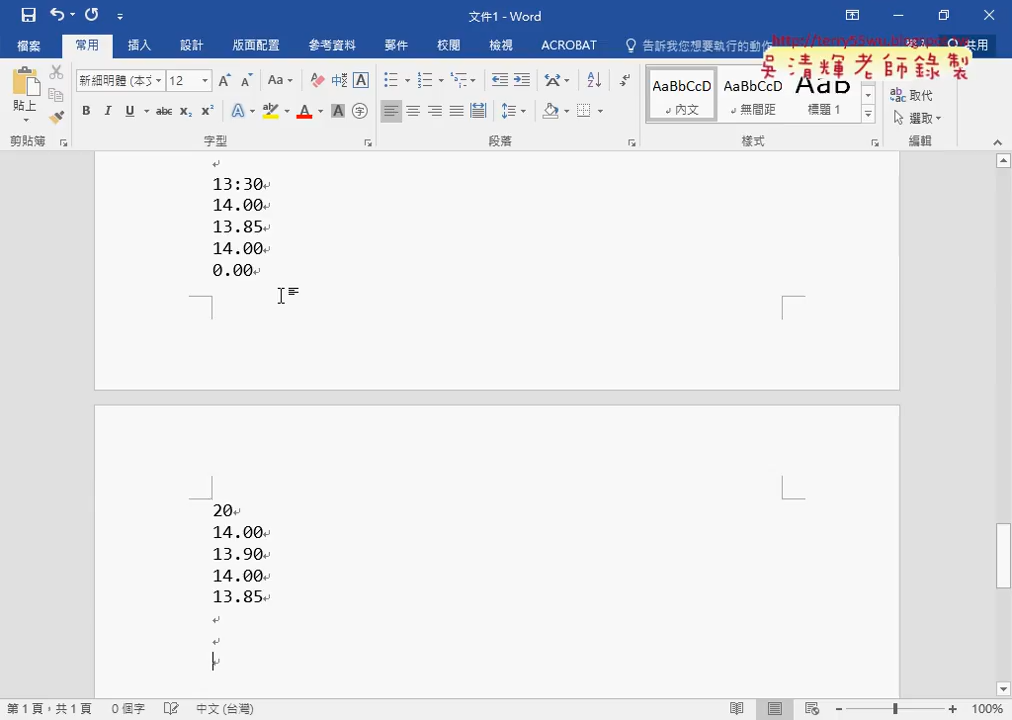 文件1 - Word
檔案 常用 插入 設計 版面配置 參考資料 郵件 校閱 檢視 ACROBAT 告訴我您想要執行的動作 共用
吳清輝老師錄製
貼上 新細明體 (本文 12 Aa AaBbCcD AaBbCcD AaB 取代
B I U abc x₂ x² A A A 字 內文 無間距 標題 1 選取
剪貼簿 字型 段落 樣式 編輯
13:30
14.00
13.85
14.00
0.00
20
14.00
13.90
14.00
13.85
第 1 頁，共 1 頁 0 個字 中文 (台灣) 100%